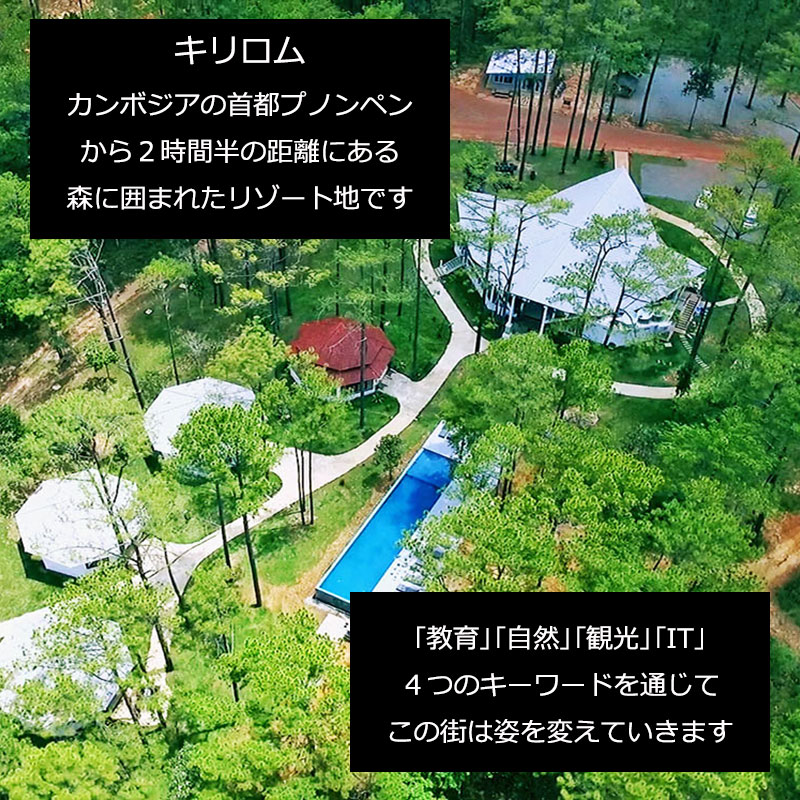 キリロム
カンボジアの首都プノンペン
から２時間半の距離にある
森に囲まれたリゾート地です
｢教育｣｢自然｣｢観光｣｢IT｣
４つのキーワードを通じて
この街は姿を変えていきます